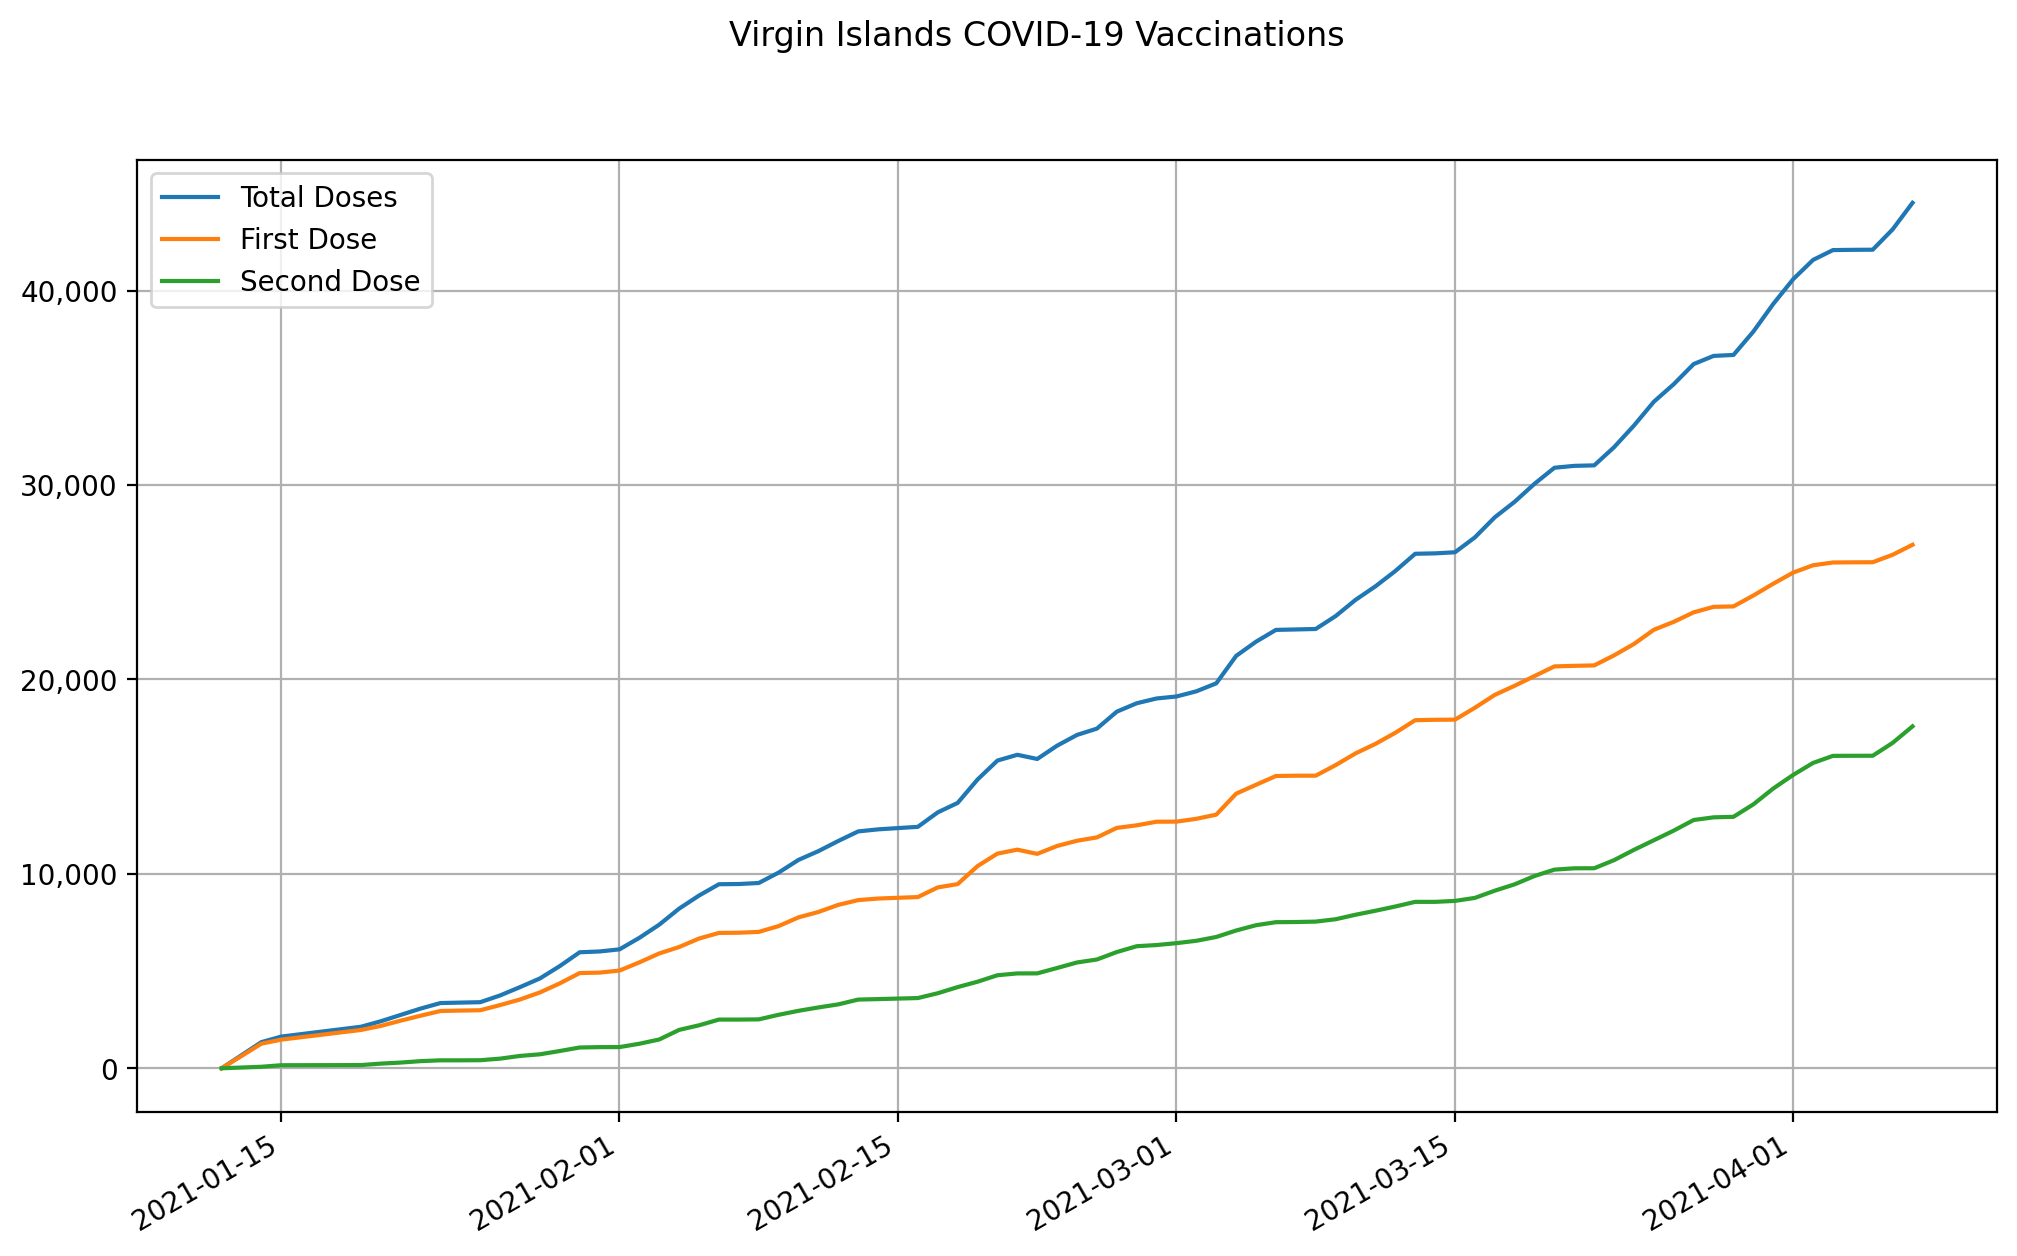 Virgin Islands COVID-19 Vaccinations
Total Doses
First Dose
Second Dose
40,000
30,000
20,000
10,000
0
2021-01-15
2021-02-01
2021-02-15
2021-03-01
2021-03-15
2021-04-01